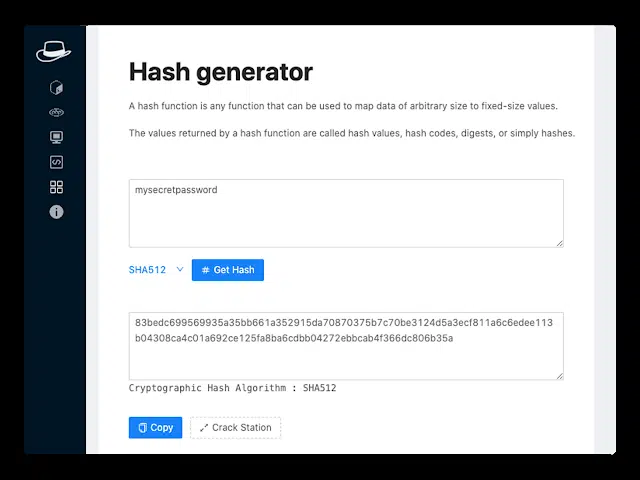 Hash generator
A hash function is any function that can be used to map data of arbitrary size to fixed-size values.
The values returned by a hash function are called hash values, hash codes, digests, or simply hashes.
mysecretpassword
SHA512
# Get Hash
83bedc699569935a35bb661a352915da70870375b7c70be3124d5a3ecf811a6c6edee113
b04308ca4c01a692ce125fa8ba6cdbb04272ebbcab4f366dc806b35a
Cryptographic Hash Algorithm : SHA512
Copy
Crack Station